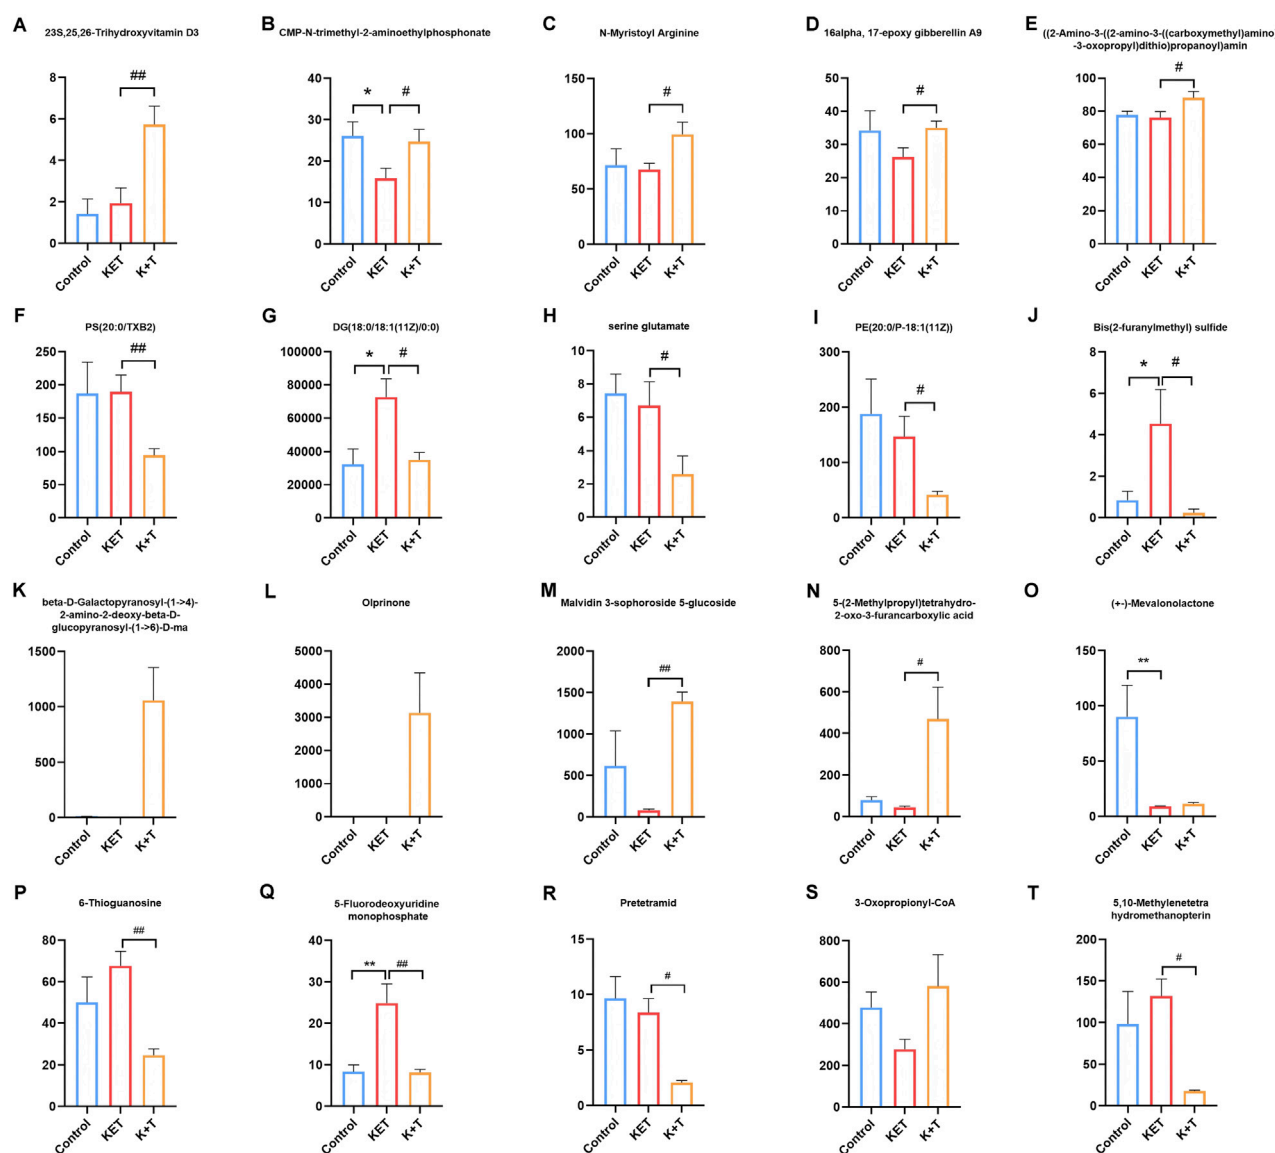 A
23S,25,26-Trihydroxyvitamin D3
8
6
4
2
0
##
Control
KET
K+T
B
CMP-N-trimethyl-2-aminoethylphosphonate
40
30
20
10
0
*
#
Control
KET
K+T
C
N-Myristoyl Arginine
150
100
50
0
#
Control
KET
K+T
D
16alpha, 17-epoxy gibberellin A9
50
40
30
20
10
0
#
Control
KET
K+T
E
((2-Amino-3-((2-amino-3-((carboxymethyl)amino
-3-oxopropyl)dithio)propanoyl)amin
100
80
60
40
20
0
#
Control
KET
K+T
F
PS(20:0/TXB2)
250
200
150
100
50
0
##
Control
KET
K+T
G
DG(18:0/18:1(11Z)/0:0)
100000
80000
60000
40000
20000
0
*
#
Control
KET
K+T
H
serine glutamate
10
8
6
4
2
0
#
Control
KET
K+T
I
PE(20:0/P-18:1(11Z))
300
200
100
0
#
Control
KET
K+T
J
Bis(2-furanylmethyl) sulfide
8
6
4
2
0
*
#
Control
KET
K+T
K
beta-D-Galactopyranosyl-(1->4)-
2-amino-2-deoxy-beta-D-
glucopyranosyl-(1->6)-D-ma
1500
1000
500
0
Control
KET
K+T
L
Olprinone
5000
4000
3000
2000
1000
0
Control
KET
K+T
M
Malvidin 3-sophoroside 5-glucoside
2000
1500
1000
500
0
##
Control
KET
K+T
N
5-(2-Methylpropyl)tetrahydro-
2-oxo-3-furancarboxylic acid
800
600
400
200
0
#
Control
KET
K+T
O
(+-)-Mevalonolactone
150
100
50
0
**
Control
KET
K+T
P
6-Thioguanosine
80
60
40
20
0
##
Control
KET
K+T
Q
5-Fluorodeoxyuridine
monophosphate
40
30
20
10
0
**
##
Control
KET
K+T
R
Pretetramid
15
10
5
0
#
Control
KET
K+T
S
3-Oxopropionyl-CoA
800
600
400
200
0
Control
KET
K+T
T
5,10-Methylenetetra
hydromethanopterin
200
150
100
50
0
#
Control
KET
K+T